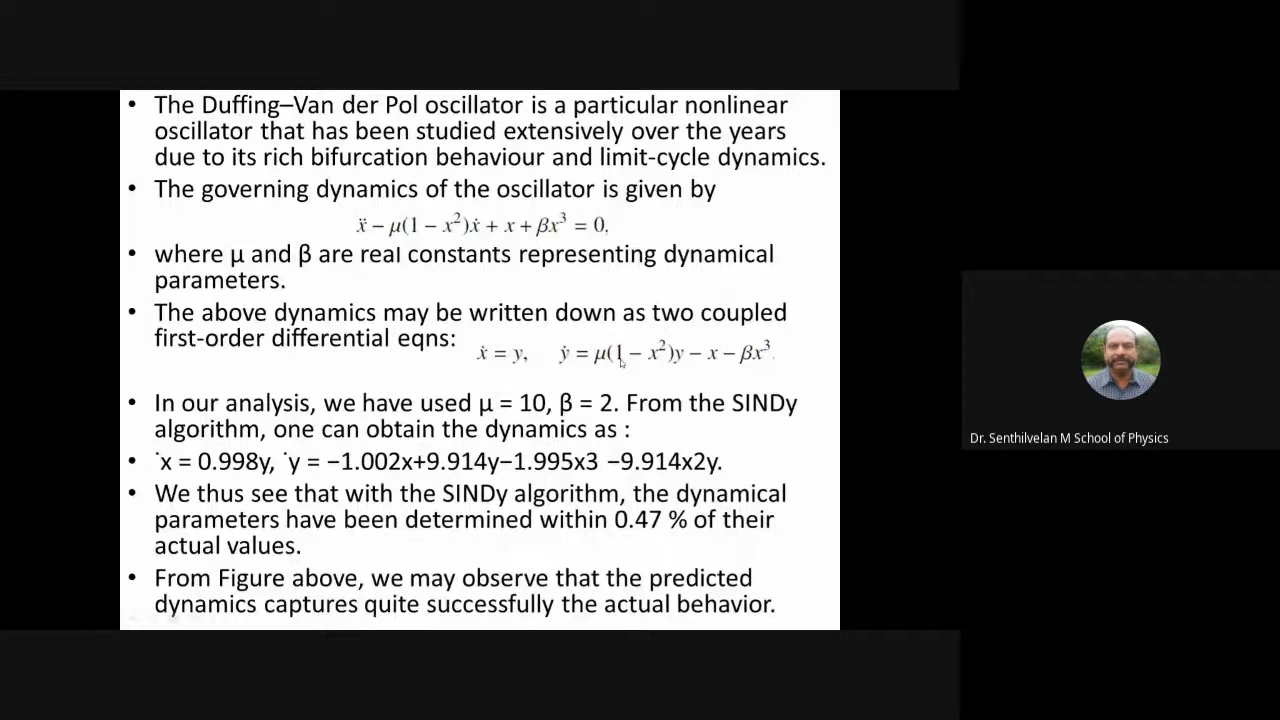 • The Duffing–Van der Pol oscillator is a particular nonlinear
oscillator that has been studied extensively over the years
due to its rich bifurcation behaviour and limit-cycle dynamics.
• The governing dynamics of the oscillator is given by
ẍ − μ(1 − x²)ẋ + x + βx³ = 0,
• where μ and β are real constants representing dynamical
parameters.
• The above dynamics may be written down as two coupled
first-order differential eqns:
ẋ = y, ẏ = μ(1 − x²)y − x − βx³.
• In our analysis, we have used μ = 10, β = 2. From the SINDy
algorithm, one can obtain the dynamics as :
• ˙x = 0.998y, ˙y = −1.002x+9.914y−1.995x3 −9.914x2y.
• We thus see that with the SINDy algorithm, the dynamical
parameters have been determined within 0.47 % of their
actual values.
• From Figure above, we may observe that the predicted
dynamics captures quite successfully the actual behavior.
Dr. Senthilvelan M School of Physics